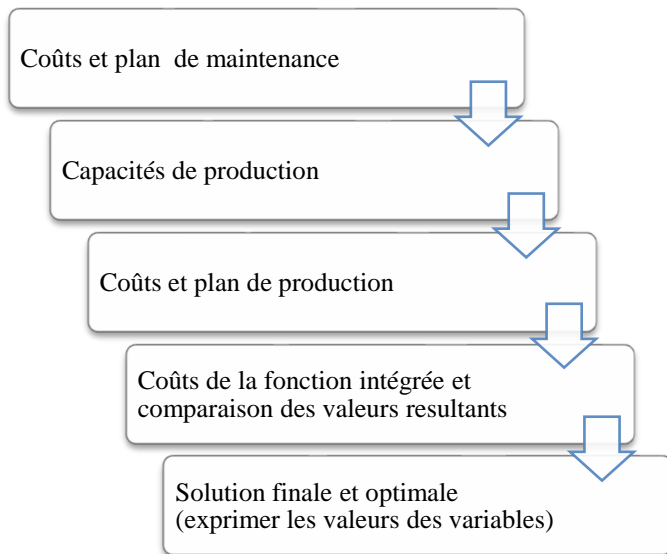 Coûts et plan de maintenance
Capacités de production
Coûts et plan de production
Coûts de la fonction intégrée et
comparaison des valeurs resultants
Solution finale et optimale
(exprimer les valeurs des variables)